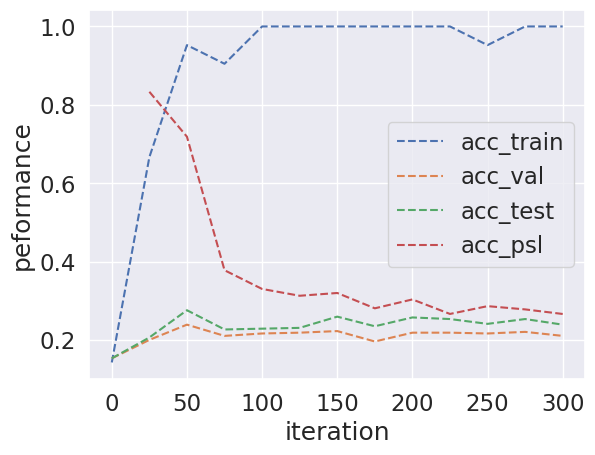 1.0
0.8
0.6
0.4
0.2
peformance
acc_train
acc_val
acc_test
acc_psl
0 50 100 150 200 250 300
iteration